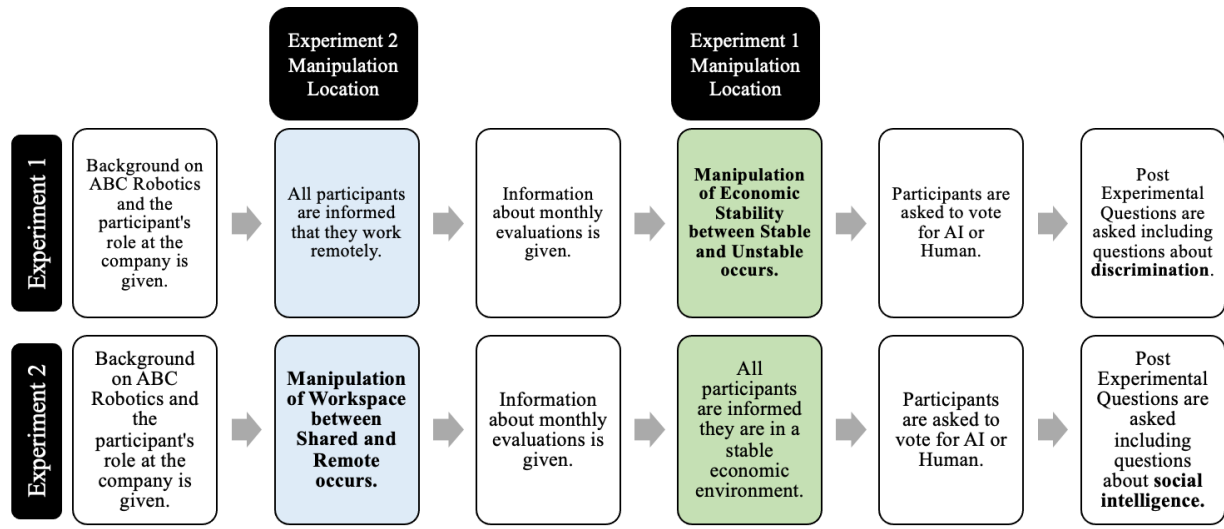 Experiment 2
Manipulation
Location
Experiment 1
Manipulation
Location
Experiment 1
Background on
ABC Robotics
and the
participant's
role at the
company is
given.
All participants
are informed
that they work
remotely.
Information
about monthly
evaluations is
given.
Manipulation
of Economic
Stability
between Stable
and Unstable
occurs.
Participants are
asked to vote
for AI or
Human.
Post
Experimental
Questions are
asked including
questions about
discrimination.
Experiment 2
Background
on ABC
Robotics and
the
participant's
role at the
company is
given.
Manipulation
of Workspace
between
Shared and
Remote
occurs.
Information
about monthly
evaluations is
given.
All
participants
are informed
they are in a
stable
economic
environment.
Participants
are asked to
vote for AI or
Human.
Post
Experimental
Questions are
asked
including
questions
about social
intelligence.